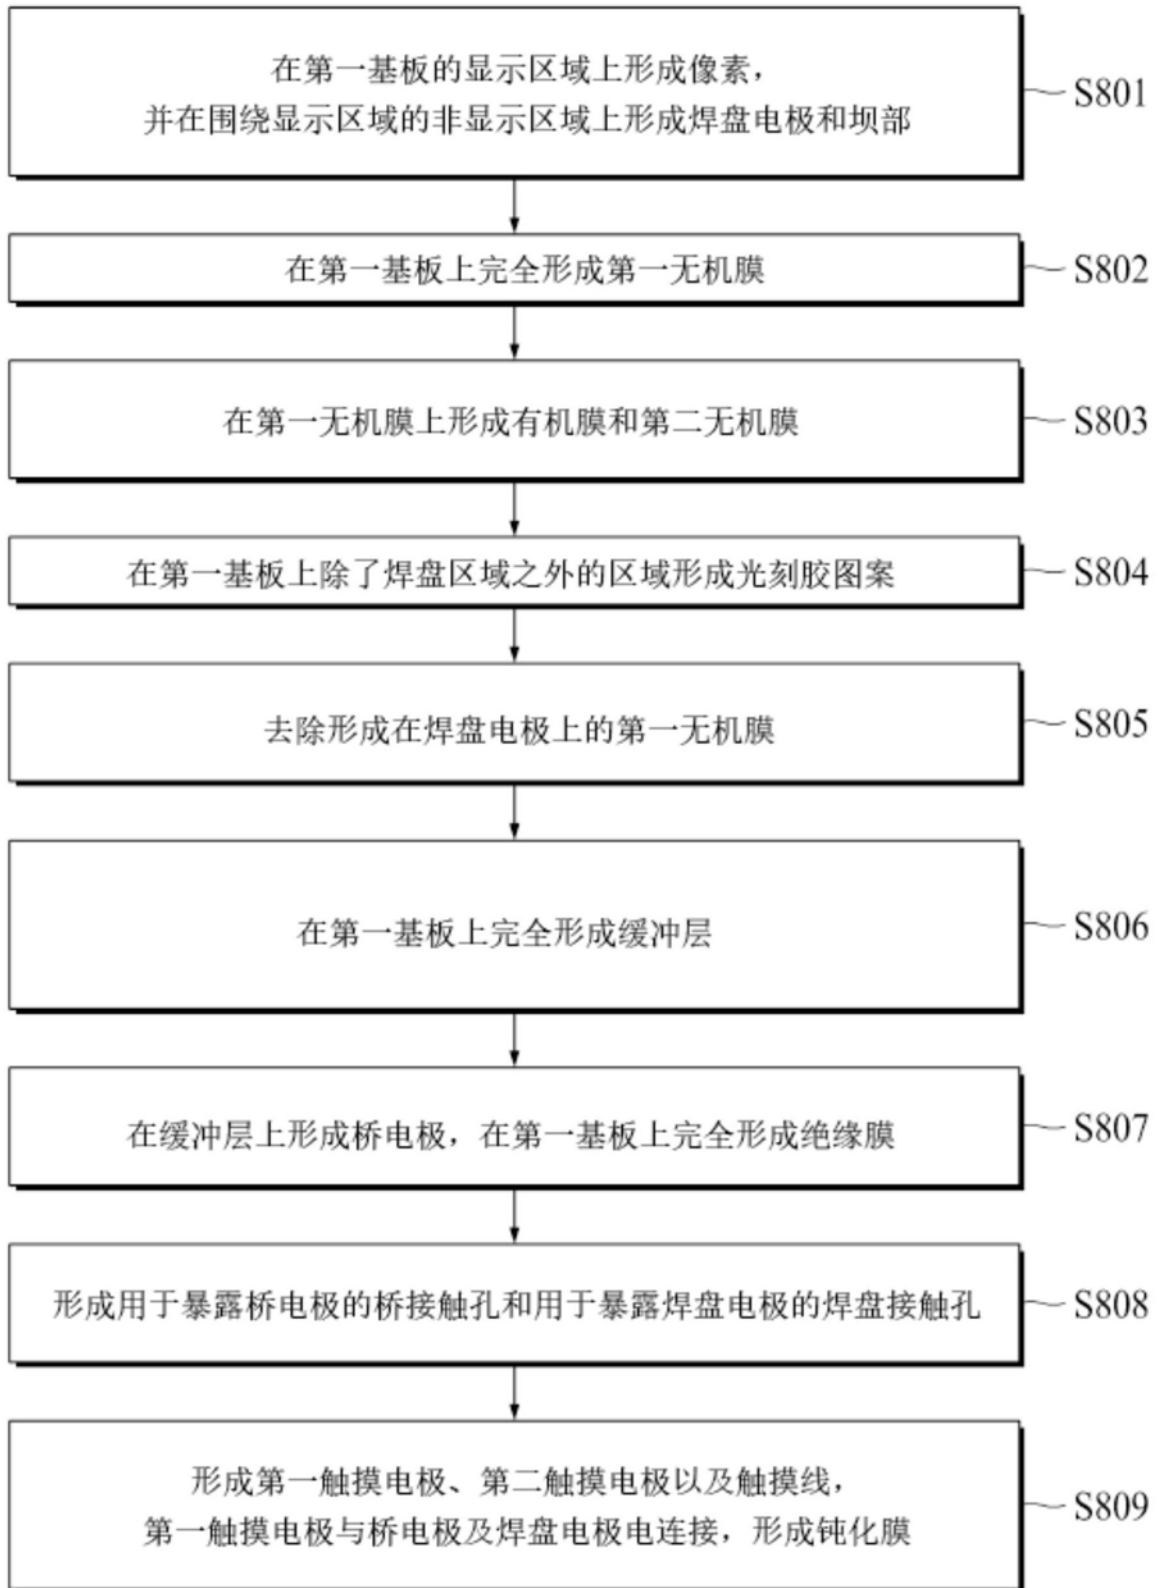 在第一基板的显示区域上形成像素，
并在围绕显示区域的非显示区域上形成焊盘电极和坝部
S801
在第一基板上完全形成第一无机膜
S802
在第一无机膜上形成有机膜和第二无机膜
S803
在第一基板上除了焊盘区域之外的区域形成光刻胶图案
S804
去除形成在焊盘电极上的第一无机膜
S805
在第一基板上完全形成缓冲层
S806
在缓冲层上形成桥电极，在第一基板上完全形成绝缘膜
S807
形成用于暴露桥电极的桥接触孔和用于暴露焊盘电极的焊盘接触孔
S808
形成第一触摸电极、第二触摸电极以及触摸线，
第一触摸电极与桥电极及焊盘电极电连接，形成钝化膜
S809